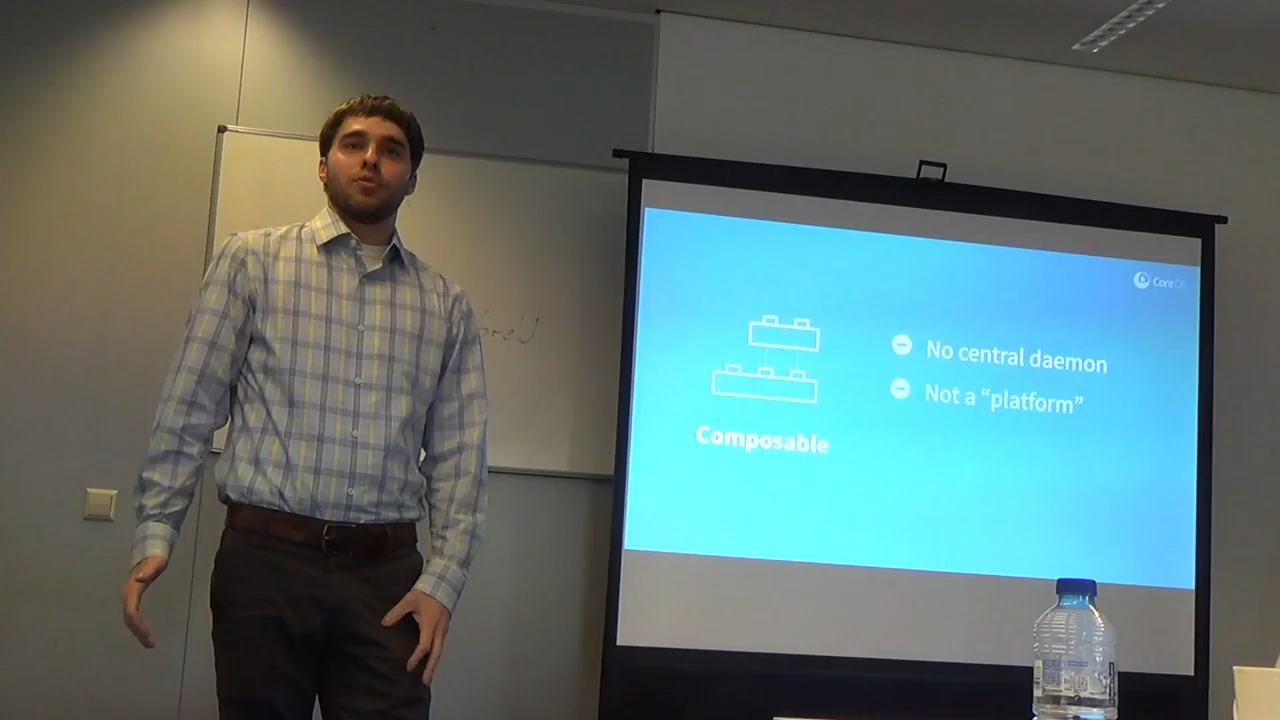 CoreOS
No central daemon
Not a “platform”
Composable